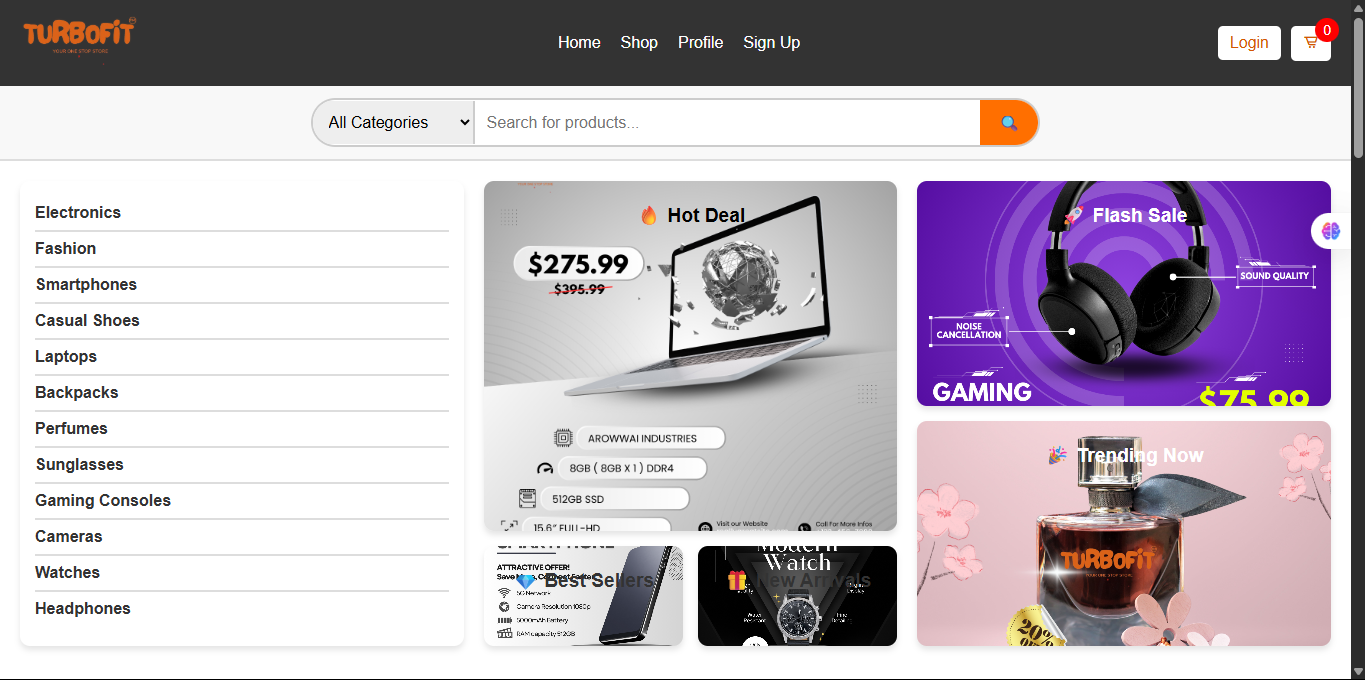 TURBOFIT
YOUR ONE STOP STORE
Home
Shop
Profile
Sign Up
Login
0
All Categories
Search for products...
Electronics
Fashion
Smartphones
Casual Shoes
Laptops
Backpacks
Perfumes
Sunglasses
Gaming Consoles
Cameras
Watches
Headphones
Hot Deal
$275.99
$395.99
AROWWAI INDUSTRIES
8GB ( 8GB X 1 ) DDR4
512GB SSD
15.6" FULL-HD
Visit our Website
Call For More Infos
SMARTPHONE
ATTRACTIVE OFFER!
Best Sellers
5G Network
Camera Resolution 1080p
5000mAh Battery
RAM capacity 512GB
Modern
Watch
New Arrivals
Display
Water
Fine
Flash Sale
SOUND QUALITY
NOISE
CANCELLATION
GAMING
$75.99
Trending Now
TURBOFIT
YOUR ONE STOP STORE
20%